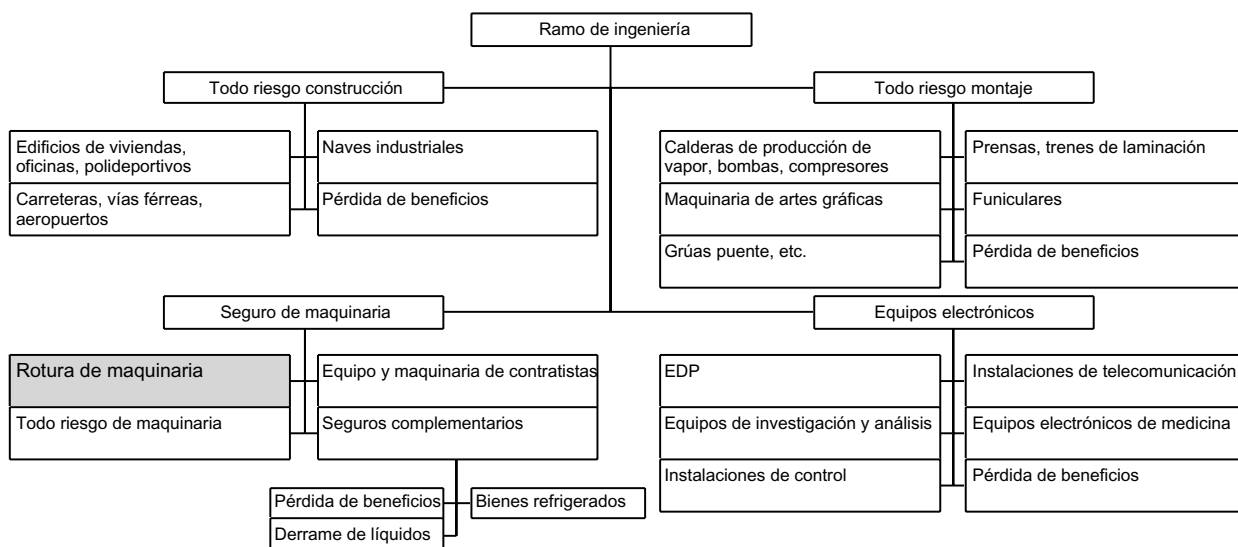 Ramo de ingeniería
Todo riesgo construcción
Todo riesgo montaje
Edificios de viviendas,
oficinas, polideportivos
Naves industriales
Carreteras, vías férreas,
aeropuertos
Pérdida de beneficios
Calderas de producción de
vapor, bombas, compresores
Prensas, trenes de laminación
Maquinaria de artes gráficas
Funiculares
Grúas puente, etc.
Pérdida de beneficios
Seguro de maquinaria
Equipos electrónicos
Rotura de maquinaria
Equipo y maquinaria de contratistas
Todo riesgo de maquinaria
Seguros complementarios
Pérdida de beneficios
Bienes refrigerados
Derrame de líquidos
EDP
Instalaciones de telecomunicación
Equipos de investigación y análisis
Equipos electrónicos de medicina
Instalaciones de control
Pérdida de beneficios